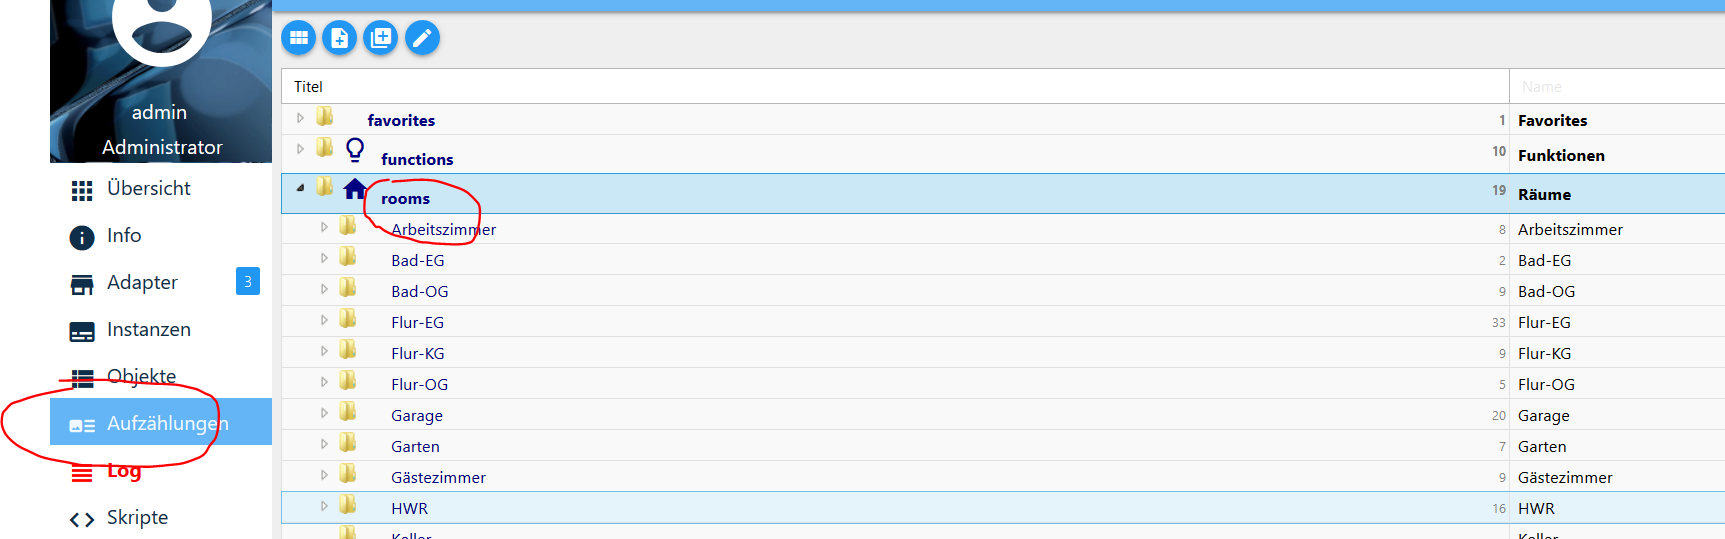 admin
Administrator
Übersicht
Info
Adapter 3
Instanzen
Objekte
Aufzählungen
Log
Skripte
Titel Name
favorites 1 Favorites
functions 10 Funktionen
rooms 19 Räume
Arbeitszimmer 8 Arbeitszimmer
Bad-EG 2 Bad-EG
Bad-OG 9 Bad-OG
Flur-EG 33 Flur-EG
Flur-KG 9 Flur-KG
Flur-OG 5 Flur-OG
Garage 20 Garage
Garten 7 Garten
Gästezimmer 9 Gästezimmer
HWR 16 HWR
Keller Keller